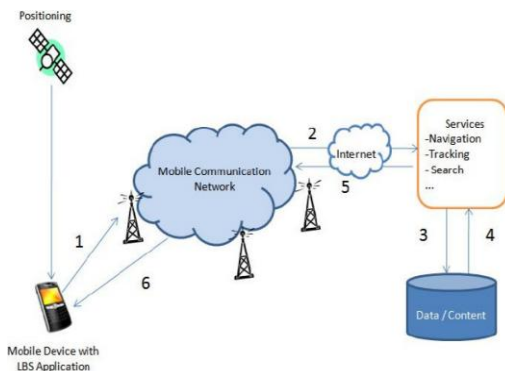 Positioning
2
Services
-Navigation
-Tracking
- Search
...
Internet
Mobile Communication
Network
5
1
3
4
6
Data / Content
Mobile Device with
LBS Application